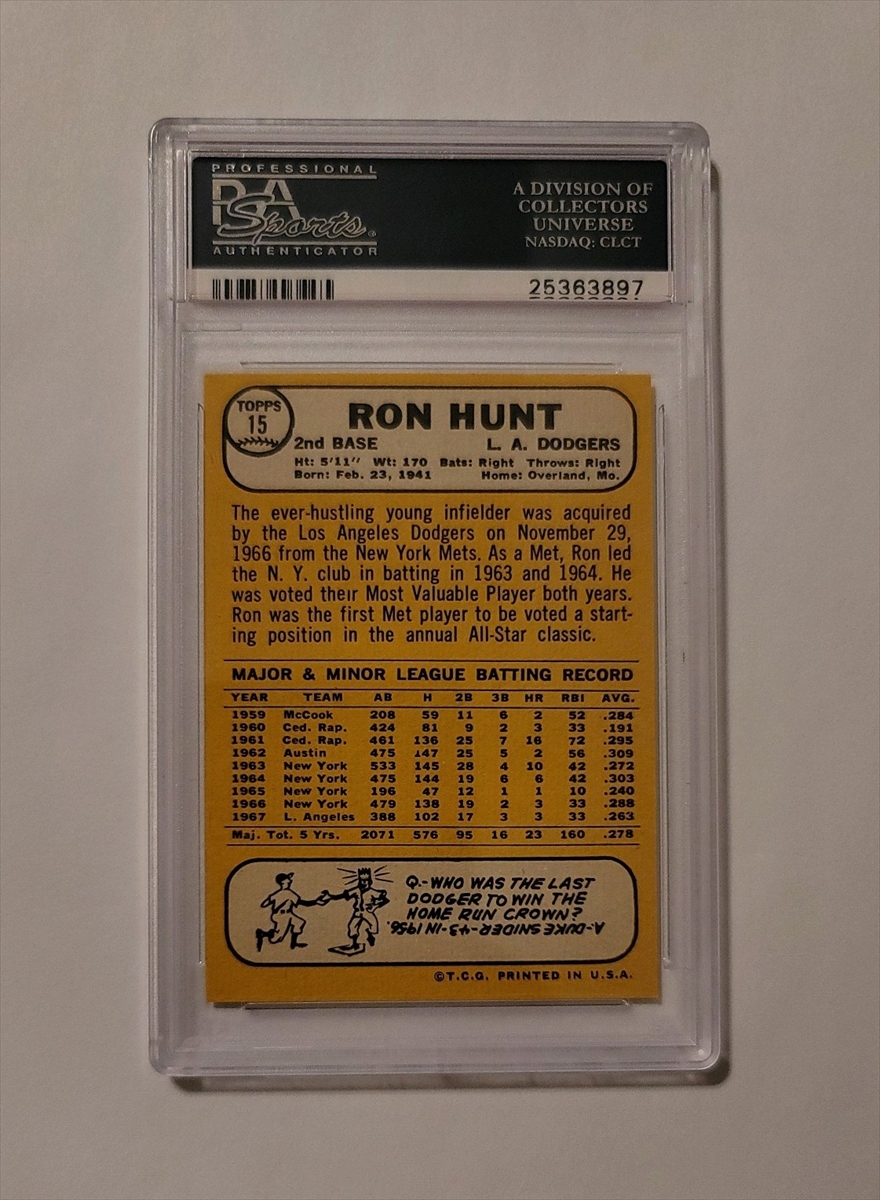 PROFESSIONAL
PSA
Sports
AUTHENTICATOR
A DIVISION OF
COLLECTORS
UNIVERSE
NASDAQ: CLCT
25363897
TOPPS
15
RON HUNT
2nd BASE L. A. DODGERS
Ht: 5'11" Wt: 170 Bats: Right Throws: Right
Born: Feb. 23, 1941 Home: Overland, Mo.
The ever-hustling young infielder was acquired
by the Los Angeles Dodgers on November 29,
1966 from the New York Mets. As a Met, Ron led
the N. Y. club in batting in 1963 and 1964. He
was voted their Most Valuable Player both years.
Ron was the first Met player to be voted a start-
ing position in the annual All-Star classic.
MAJOR & MINOR LEAGUE BATTING RECORD
YEAR TEAM AB H 2B 3B HR RBI AVG.
1959 McCook 208 59 11 6 2 52 .284
1960 Ced. Rap. 424 81 9 2 3 33 .191
1961 Ced. Rap. 461 136 25 7 16 72 .295
1962 Austin 475 147 25 5 2 56 .309
1963 New York 533 145 28 4 10 42 .272
1964 New York 475 144 19 6 6 42 .303
1965 New York 196 47 12 1 1 10 .240
1966 New York 479 138 19 2 3 33 .288
1967 L. Angeles 388 102 17 3 3 33 .263
Maj. Tot. 5 Yrs. 2071 576 95 16 23 160 .278
Q.-WHO WAS THE LAST
DODGER TO WIN THE
HOME RUN CROWN?
A.-DUKE SNIDER-43-IN 1956.
©T.C.G. PRINTED IN U.S.A.